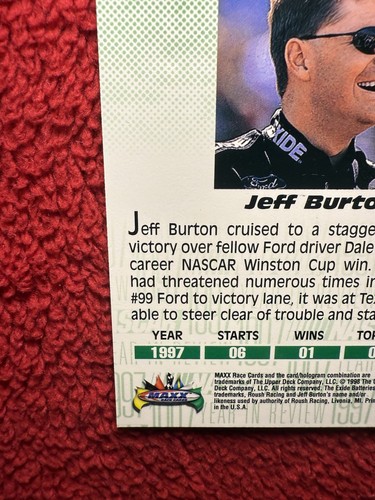 EXIDE
Ford
Jeff Burto
Jeff Burton cruised to a stagge
victory over fellow Ford driver Dale
career NASCAR Winston Cup win.
had threatened numerous times in
#99 Ford to victory lane, it was at Te
able to steer clear of trouble and sta
YEAR STARTS WINS TO
1997 06 01 0
MAXX
MAXX Race Cards and the card/hologram combination are
trademarks of The Upper Deck Company, LLC. © 1998 The U
Deck Company, LLC. All rights reserved. The Exide Batteries
trademarks, Roush Racing and Jeff Burton's name and/or
likeness used by authority of Roush Racing, Livonia, MI. Prin
in the U.S.A.